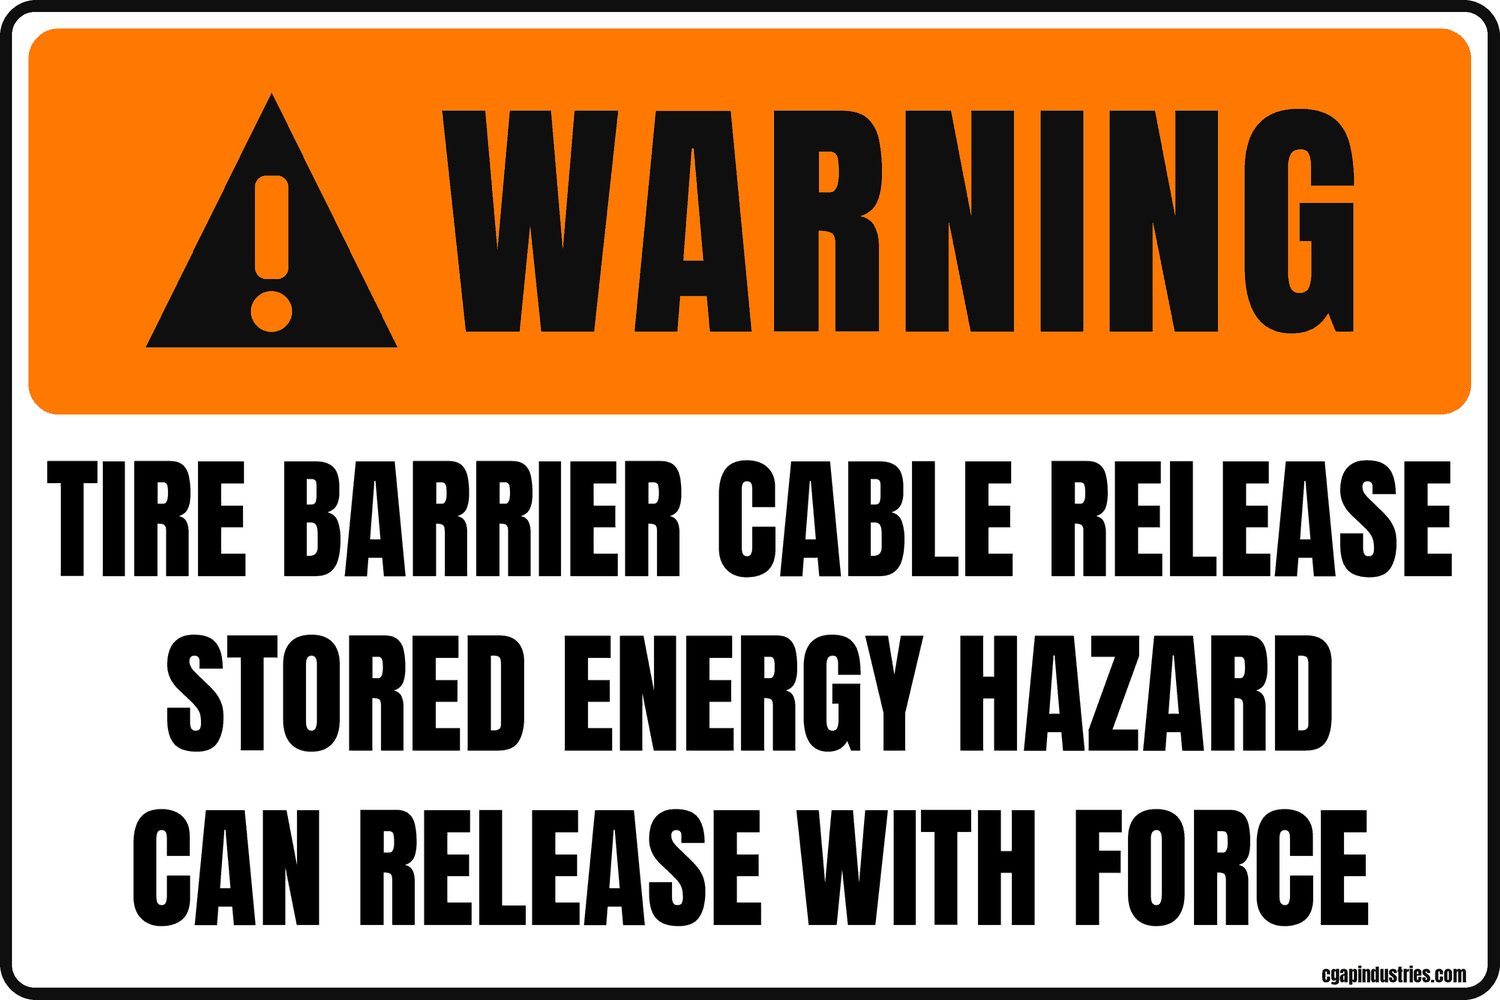 WARNING
TIRE BARRIER CABLE RELEASE
STORED ENERGY HAZARD
CAN RELEASE WITH FORCE
cgapindustries.com